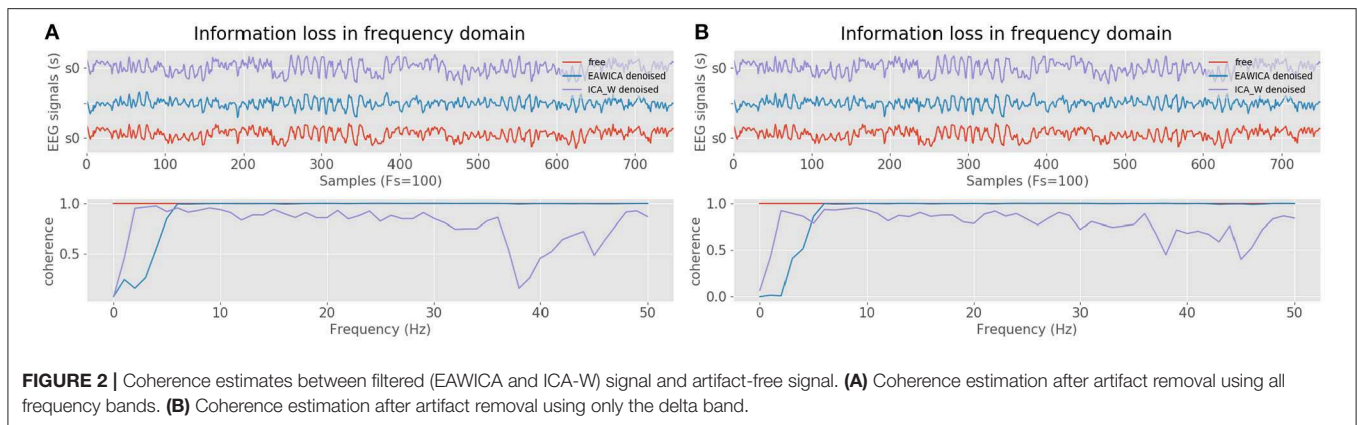 A
Information loss in frequency domain
EEG signals (s)
s0
s0
free
EAWICA denoised
ICA_W denoised
0 100 200 300 400 500 600 700
Samples (Fs=100)
coherence
1.0
0.5
0 10 20 30 40 50
Frequency (Hz)
B
Information loss in frequency domain
EEG signals (s)
s0
s0
free
EAWICA denoised
ICA_W denoised
0 100 200 300 400 500 600 700
Samples (Fs=100)
coherence
1.0
0.5
0.0
0 10 20 30 40 50
Frequency (Hz)
FIGURE 2 | Coherence estimates between filtered (EAWICA and ICA-W) signal and artifact-free signal. (A) Coherence estimation after artifact removal using all
frequency bands. (B) Coherence estimation after artifact removal using only the delta band.